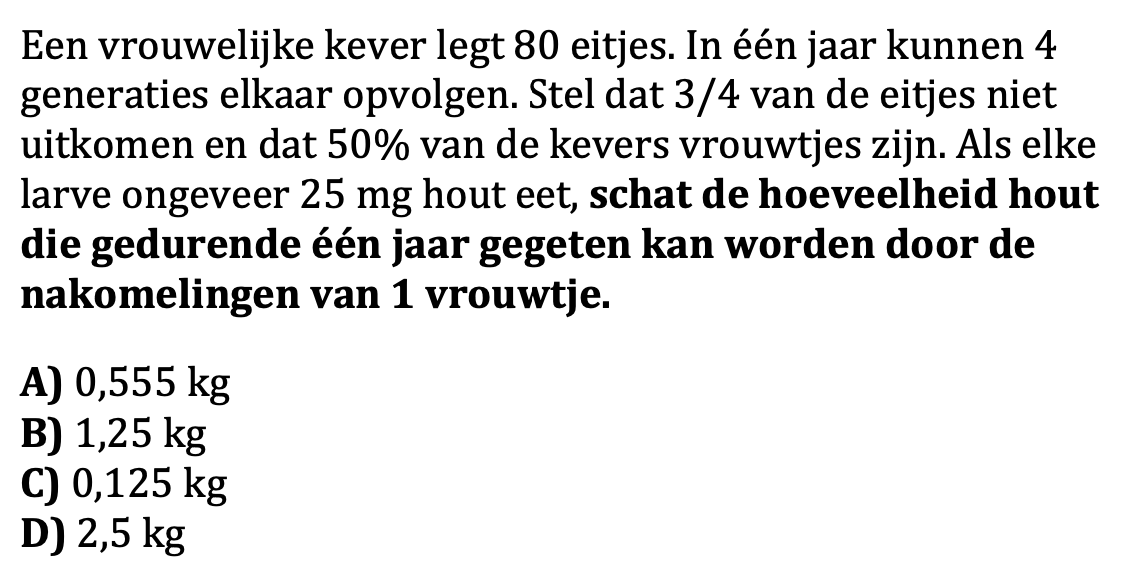 Een vrouwelijke kever legt 80 eitjes. In één jaar kunnen 4
generaties elkaar opvolgen. Stel dat 3/4 van de eitjes niet
uitkomen en dat 50% van de kevers vrouwtjes zijn. Als elke
larve ongeveer 25 mg hout eet, schat de hoeveelheid hout
die gedurende één jaar gegeten kan worden door de
nakomelingen van 1 vrouwtje.
A) 0,555 kg
B) 1,25 kg
C) 0,125 kg
D) 2,5 kg